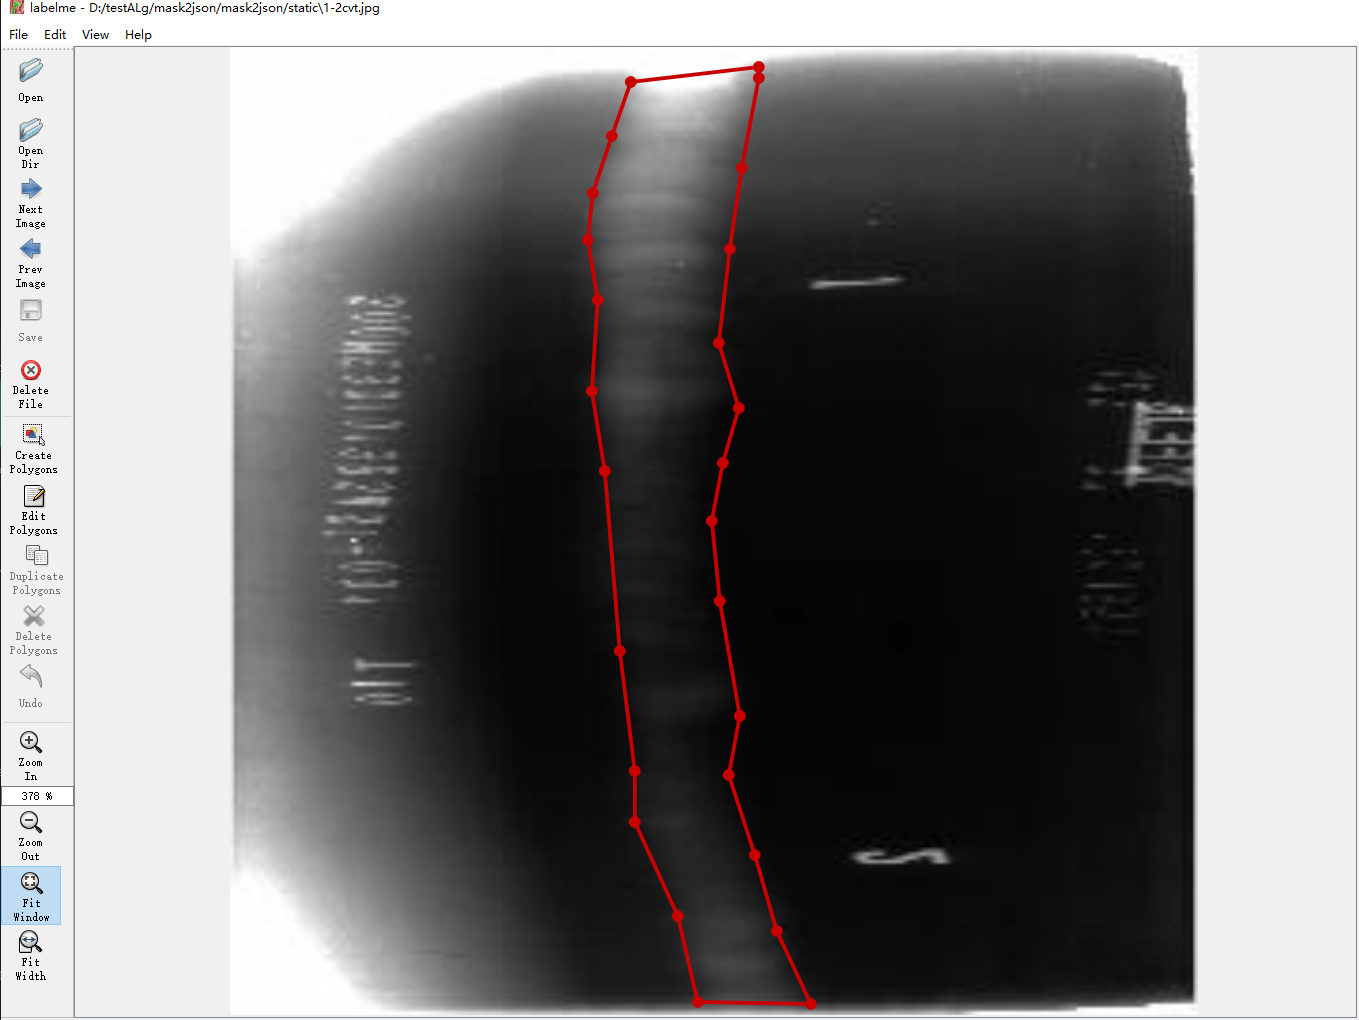 labelme - D:/testALg/mask2json/mask2json/static\1-2cvt.jpg
File Edit View Help
Open
Open
Dir
Next
Image
Prev
Image
Save
Delete
File
Create
Polygons
Edit
Polygons
Duplicate
Polygons
Delete
Polygons
Undo
Zoom
In
378 %
Zoom
Out
Fit
Window
Fit
Width